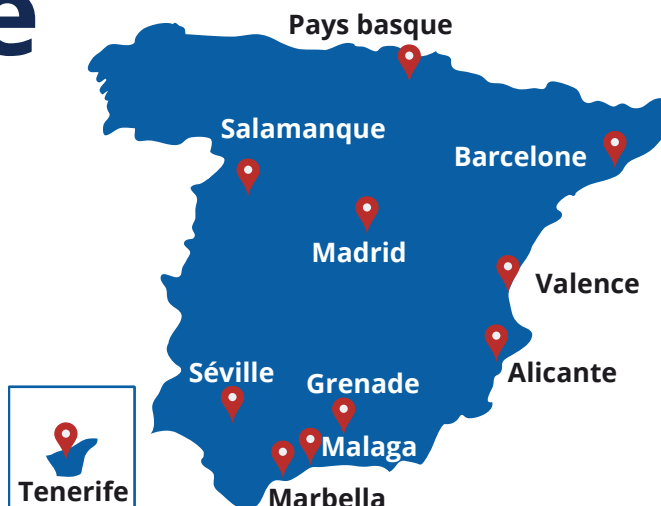 e
Pays basque
Salamanque
Barcelone
Madrid
Valence
Séville
Grenade
Alicante
Malaga
Tenerife
Marbella